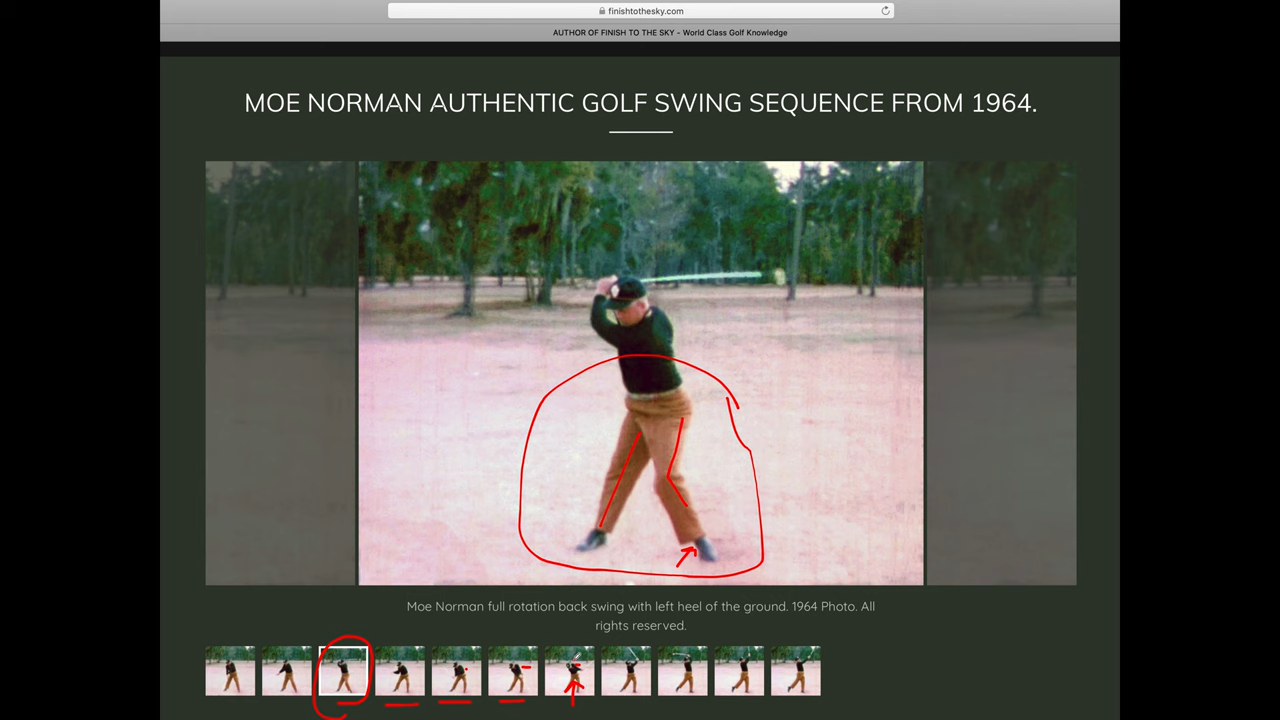 finishtothesky.com
AUTHOR OF FINISH TO THE SKY - World Class Golf Knowledge
MOE NORMAN AUTHENTIC GOLF SWING SEQUENCE FROM 1964.
Moe Norman full rotation back swing with left heel of the ground. 1964 Photo. All
rights reserved.